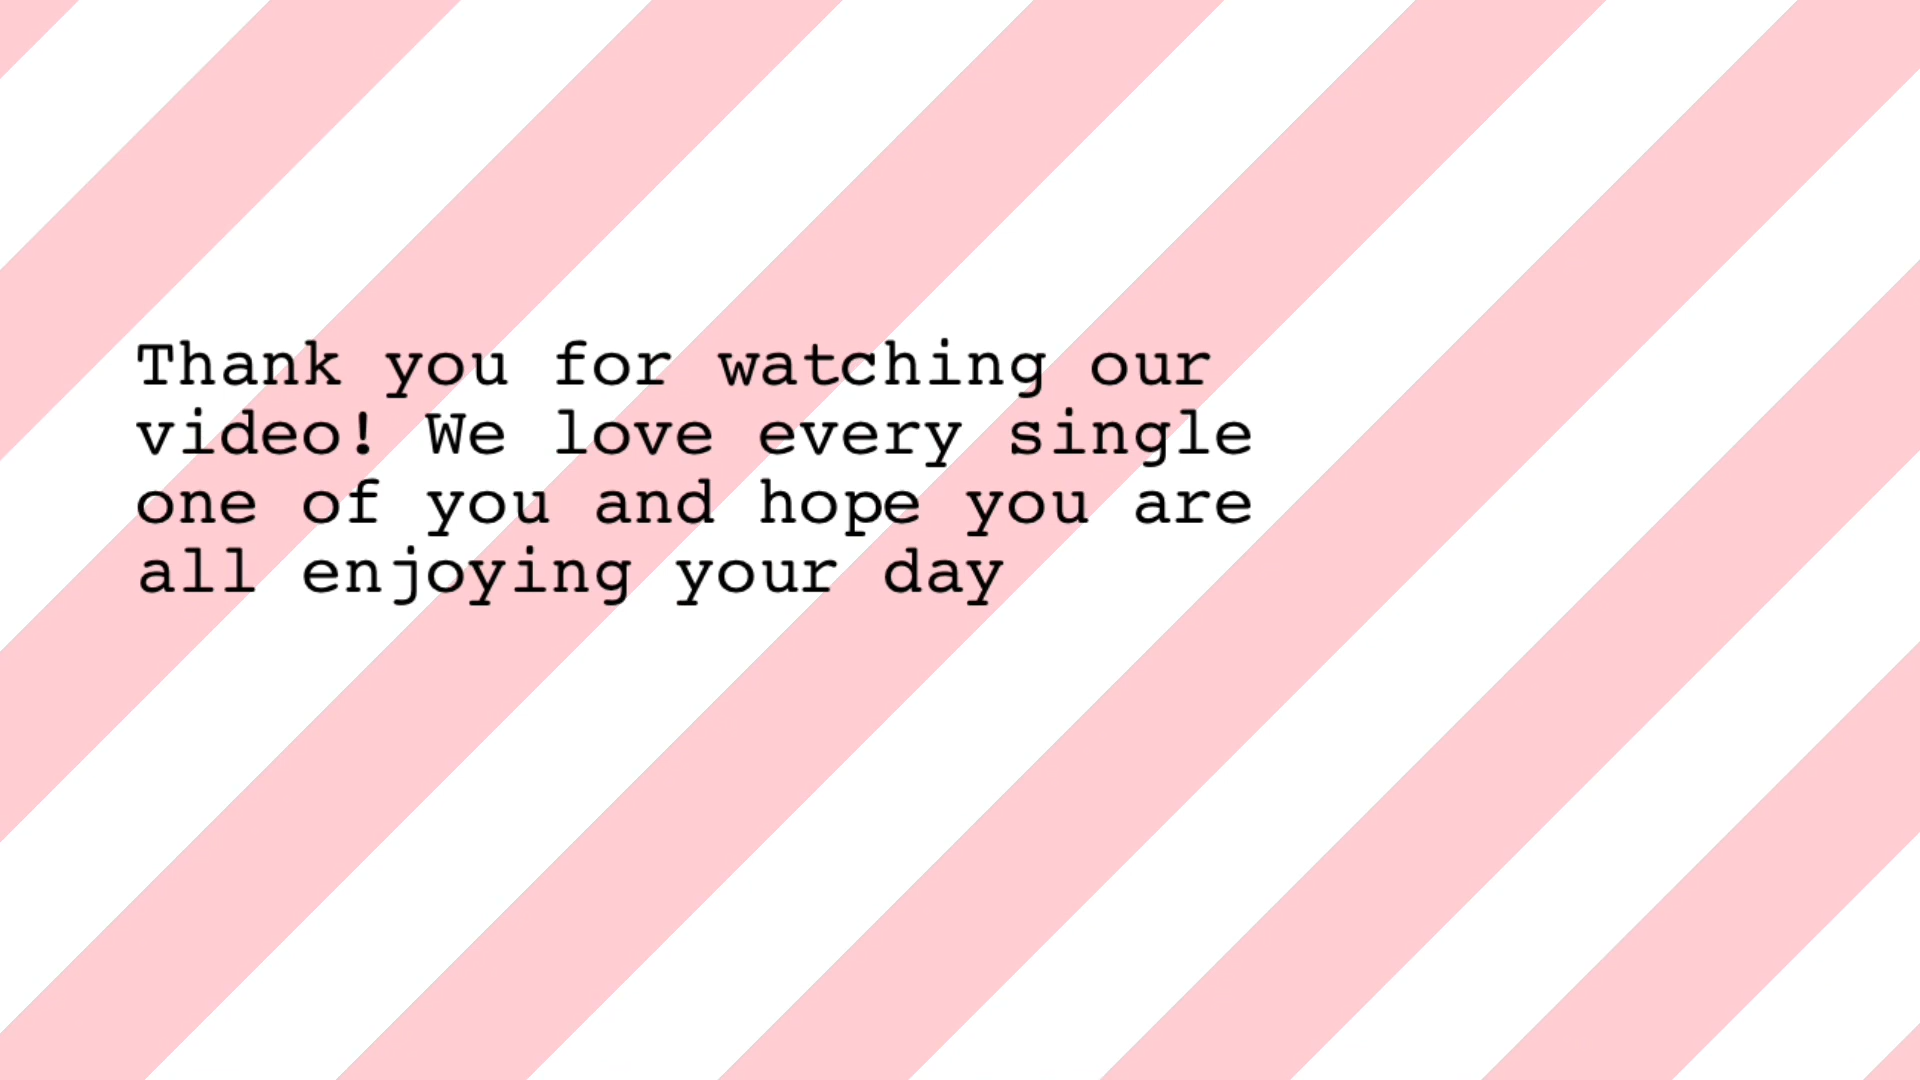 Thank you for watching our
video! We love every single
one of you and hope you are
all enjoying your day